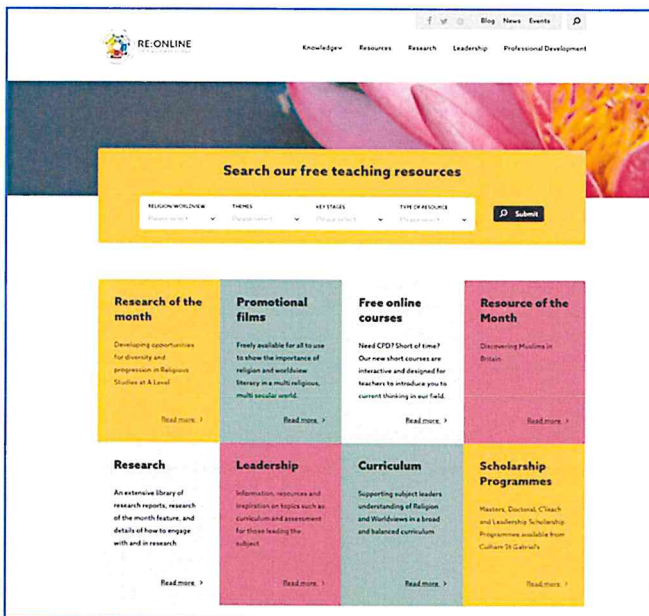 Blog News Events
RE:ONLINE
Knowledge Resources Research Leadership Professional Development
Search our free teaching resources
RELIGION WORLDVIEW THEMES KEY STAGES TYPE OF RESOURCE
Please select Please select Please select Please select
Submit
Research of the
month
Developing opportunities
for diversity and
progression in Religious
Studies at A Level
Read more >
Promotional
films
Freely available for all to use
to show the importance of
religion and worldview
literacy in a multi religious,
multi secular world.
Read more >
Free online
courses
Need CPD? Short of time?
Our new short courses are
interactive and designed for
teachers to introduce you to
current thinking in our field.
Read more >
Resource of the
Month
Discovering Muslims in
Britain
Read more >
Research
An extensive library of
research reports, research
of the month feature, and
details of how to engage
with and in research
Read more >
Leadership
Information, resources and
inspiration on topics such as
curriculum and assessment
for those leading the
subject
Read more >
Curriculum
Supporting subject leaders
understanding of Religion
and Worldviews in a broad
and balanced curriculum
Read more >
Scholarship
Programmes
Masters, Doctoral, CTeach
and Leadership Scholarship
Programmes available from
Culham St Gabriel's
Read more >